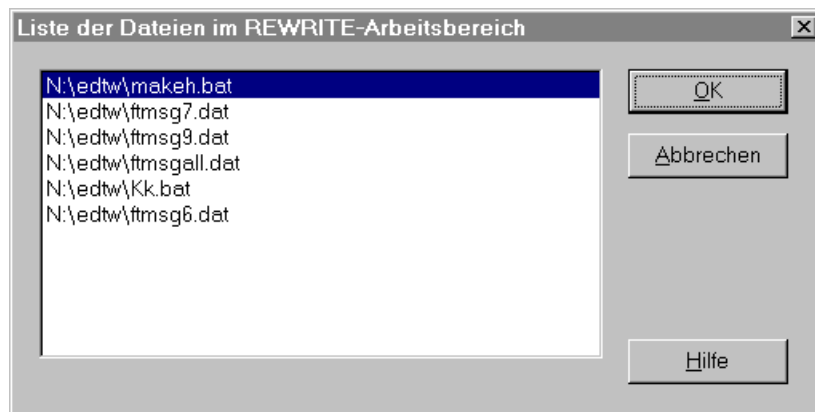 Liste der Dateien im REWRITE-Arbeitsbereich
N:\edtw\makeh.bat
N:\edtw\ftmsg7.dat
N:\edtw\ftmsg9.dat
N:\edtw\ftmsgall.dat
N:\edtw\Kk.bat
N:\edtw\ftmsg6.dat
OK
Abbrechen
Hilfe